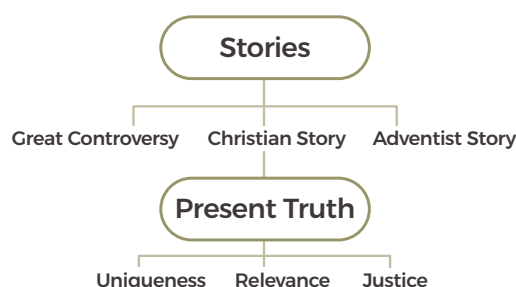 Stories
Great Controversy Christian Story Adventist Story
Present Truth
Uniqueness Relevance Justice